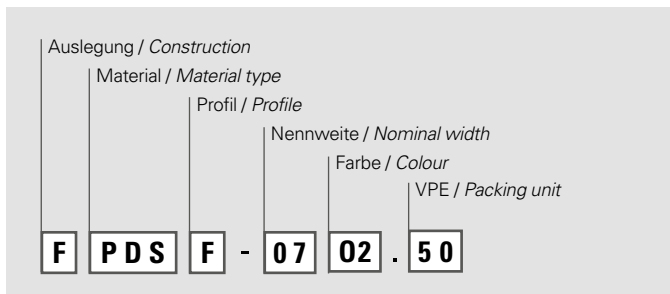 Auslegung / Construction
Material / Material type
Profil / Profile
Nennweite / Nominal width
Farbe / Colour
VPE / Packing unit
F PDS F - 07 02 . 50